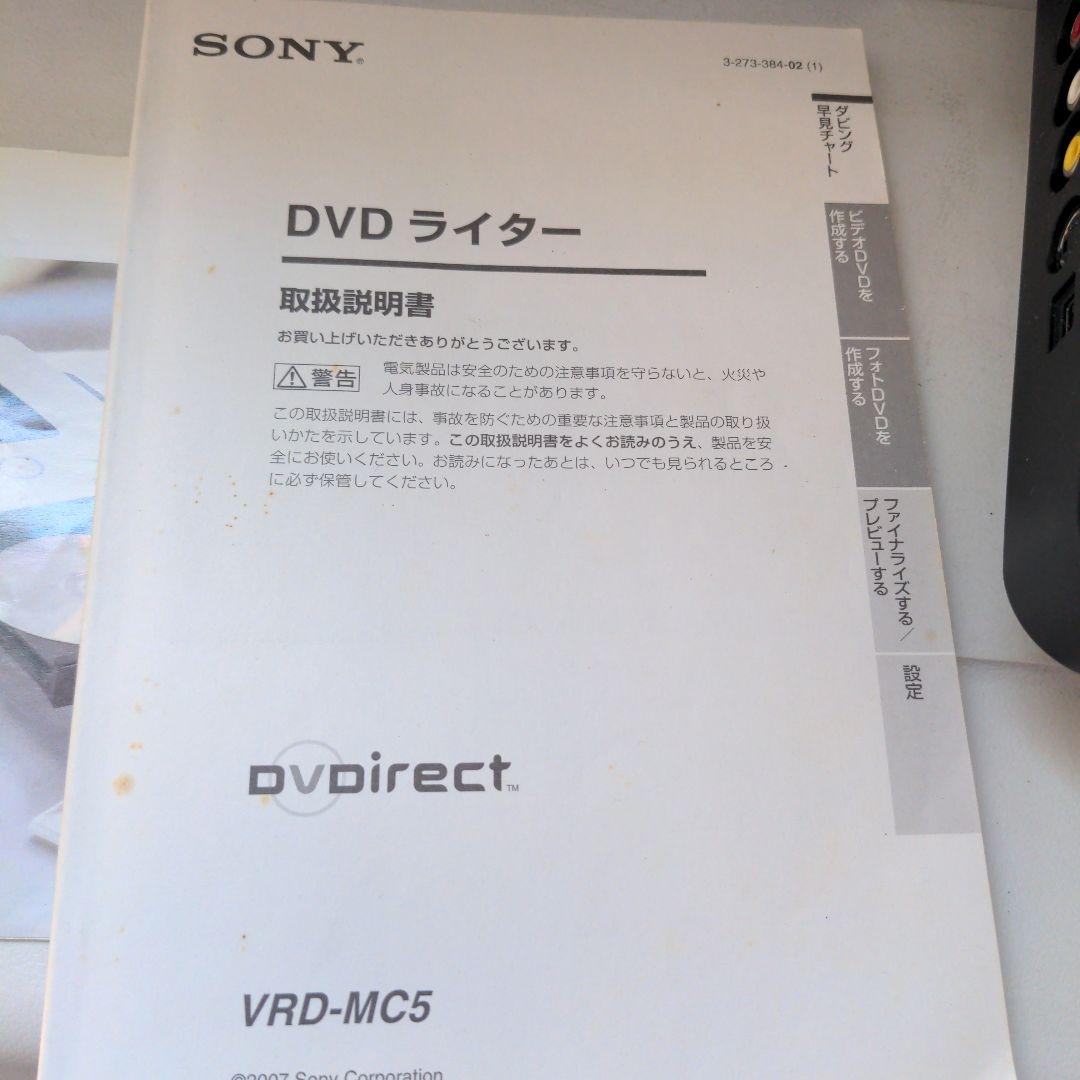 SONY®
3-273-384-02 (1)
DVD ライター
取扱説明書
お買い上げいただきありがとうございます。
警告
電気製品は安全のための注意事項を守らないと、火災や
人身事故になることがあります。
この取扱説明書には、事故を防ぐための重要な注意事項と製品の取り扱
いかたを示しています。この取扱説明書をよくお読みのうえ、製品を安
全にお使いください。お読みになったあとは、いつでも見られるところ
に必ず保管してください。
ダビング
早見チャート
ビデオDVDを
作成する
フォトDVDを
作成する
ファイナライズする/
プレビューする
設定
DVDirect™
VRD-MC5
©2007 Sony Corporation